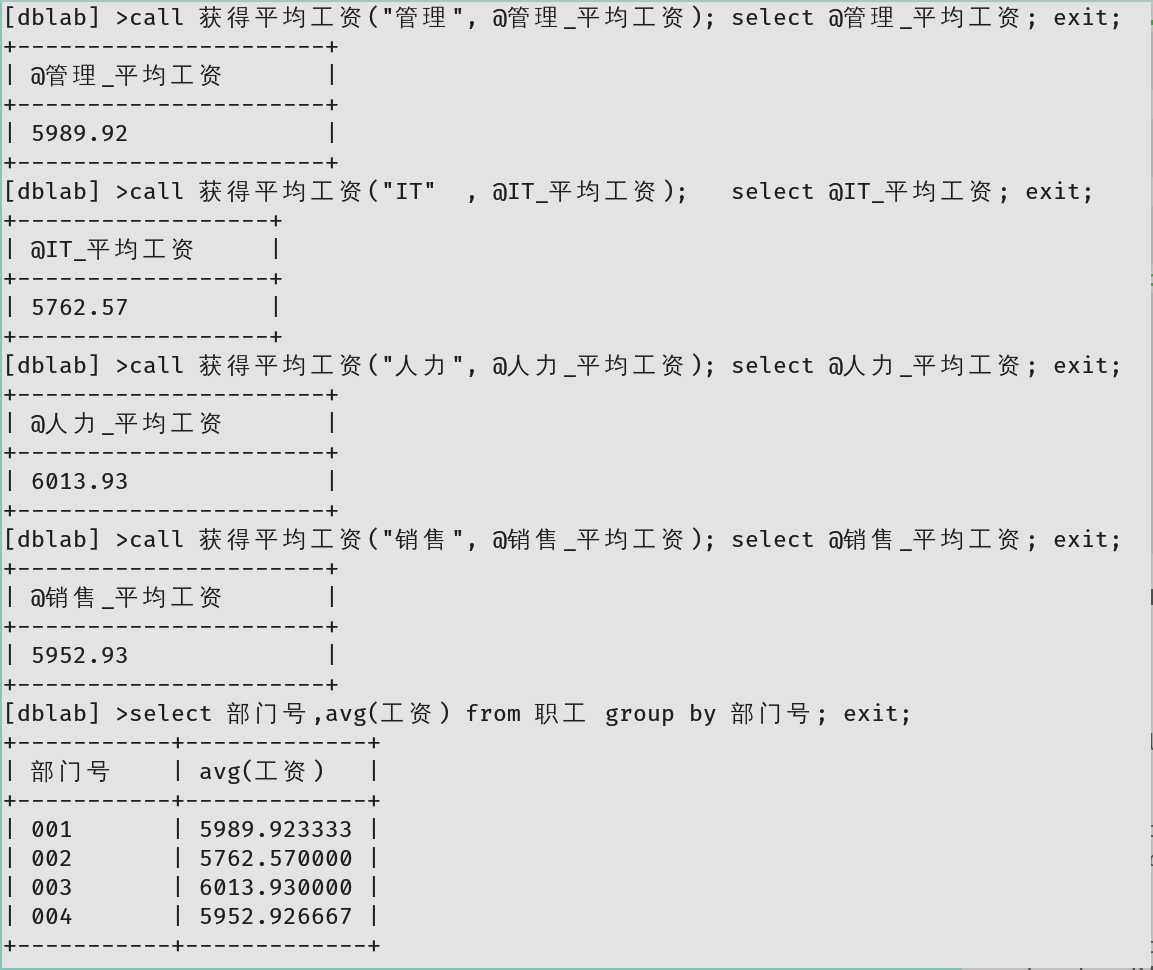 [dblab] >call 获得平均工资("管理", @管理_平均工资); select @管理_平均工资; exit;
+-----------------------+
| @管理_平均工资        |
+-----------------------+
| 5989.92               |
+-----------------------+
[dblab] >call 获得平均工资("IT"  , @IT_平均工资);   select @IT_平均工资; exit;
+-------------------+
| @IT_平均工资      |
+-------------------+
| 5762.57           |
+-------------------+
[dblab] >call 获得平均工资("人力", @人力_平均工资); select @人力_平均工资; exit;
+-----------------------+
| @人力_平均工资        |
+-----------------------+
| 6013.93               |
+-----------------------+
[dblab] >call 获得平均工资("销售", @销售_平均工资); select @销售_平均工资; exit;
+-----------------------+
| @销售_平均工资        |
+-----------------------+
| 5952.93               |
+-----------------------+
[dblab] >select 部门号,avg(工资) from 职工 group by 部门号; exit;
+-----------+-------------+
| 部门号    | avg(工资)   |
+-----------+-------------+
| 001       | 5989.923333 |
| 002       | 5762.570000 |
| 003       | 6013.930000 |
| 004       | 5952.926667 |
+-----------+-------------+